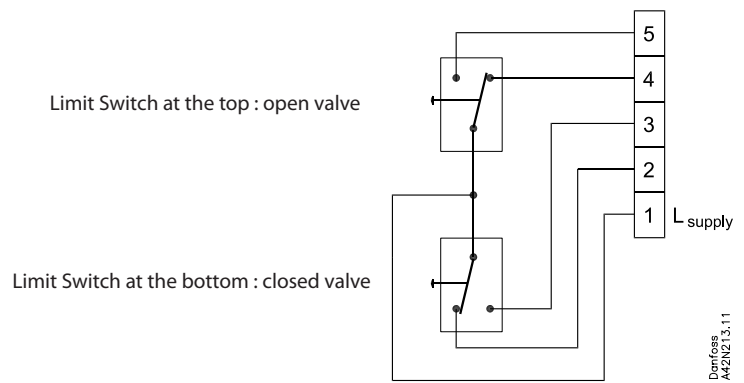 5
Limit Switch at the top : open valve
4
3
2
1 L supply
Limit Switch at the bottom : closed valve
Danfoss
A42N213.11